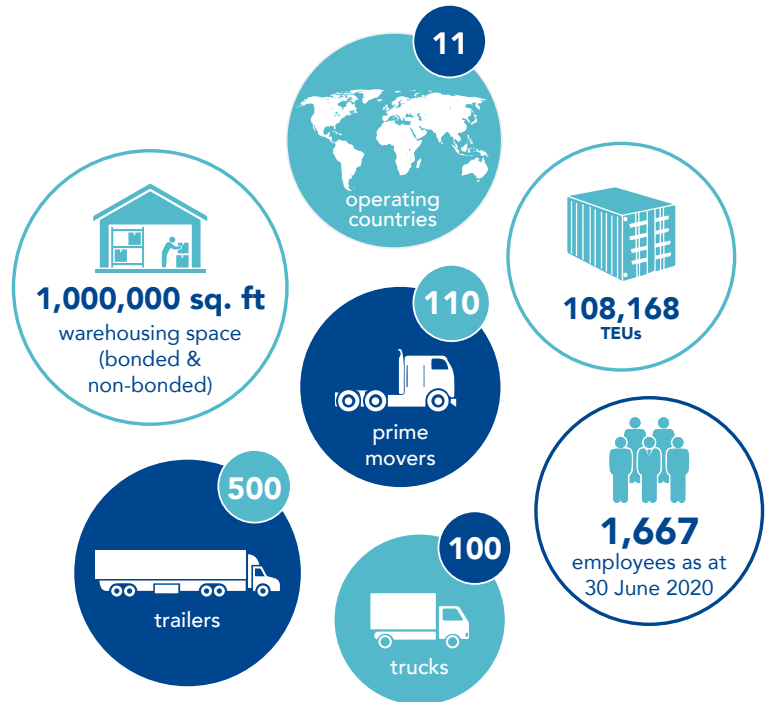 11
operating
countries
1,000,000 sq. ft
warehousing space
(bonded &
non-bonded)
108,168
TEUs
110
prime
movers
500
trailers
100
trucks
1,667
employees as at
30 June 2020